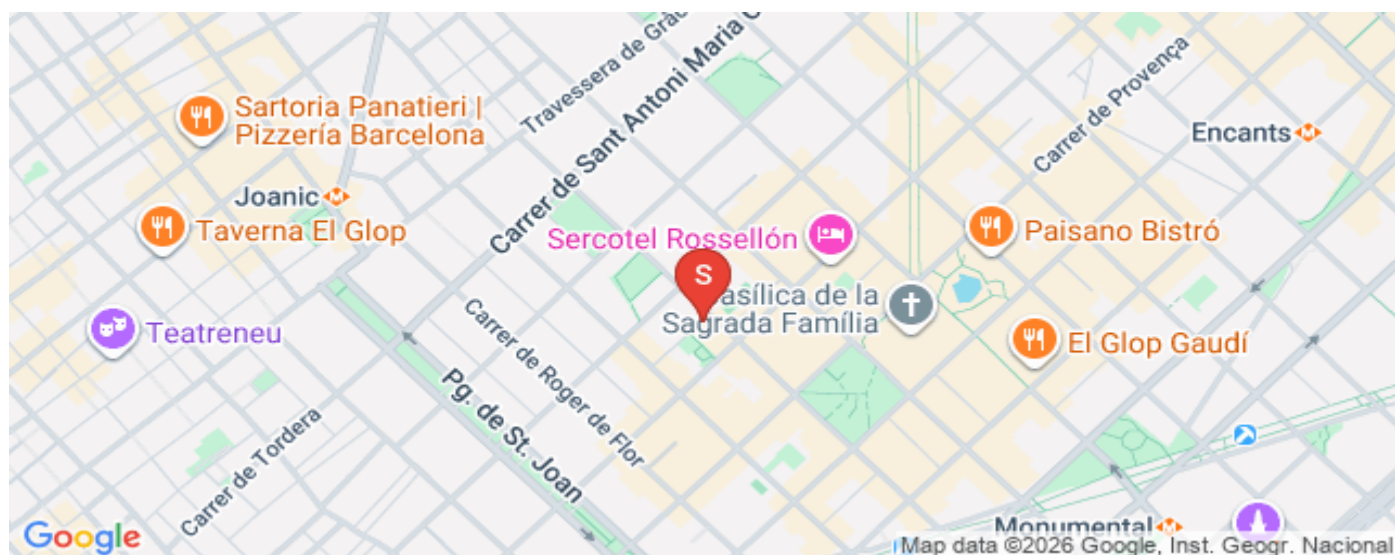 Travessera de Grà
Carrer de Sant Antoni Maria C
Carrer de Provença
Sartoria Panatieri |
Pizzería Barcelona
Encants
Joanic
Taverna El Glop
Sercotel Rossellón
Paisano Bistró
S
asílica de la
Sagrada Família
Teatreneu
El Glop Gaudí
Carrer de Roger de Flor
Pg. de St. Joan
Carrer de Tordera
Monumental
Google
Map data ©2026 Google, Inst. Geogr. Nacional